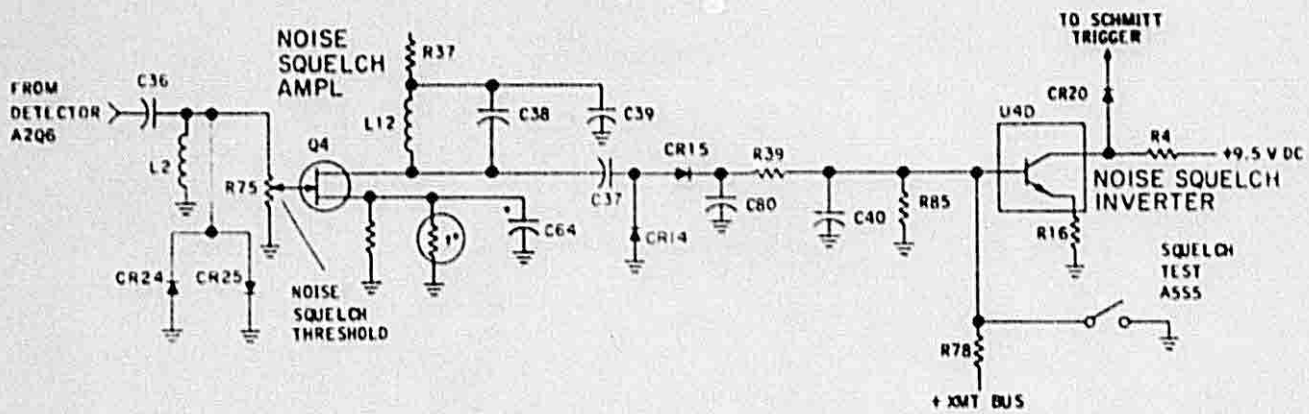 NOISE
SQUELCH
AMPL
FROM
DETECTOR
A2Q6
C36
L2
R75
CR24
CR25
NOISE
SQUELCH
THRESHOLD
Q4
R37
L12
C38
C39
C64
C37
CR14
CR15
C80
R39
C40
R85
TO SCHMITT
TRIGGER
CR20
U4D
R4
+9.5 V DC
NOISE SQUELCH
INVERTER
R16
SQUELCH
TEST
A5S5
R78
+ XMT BUS